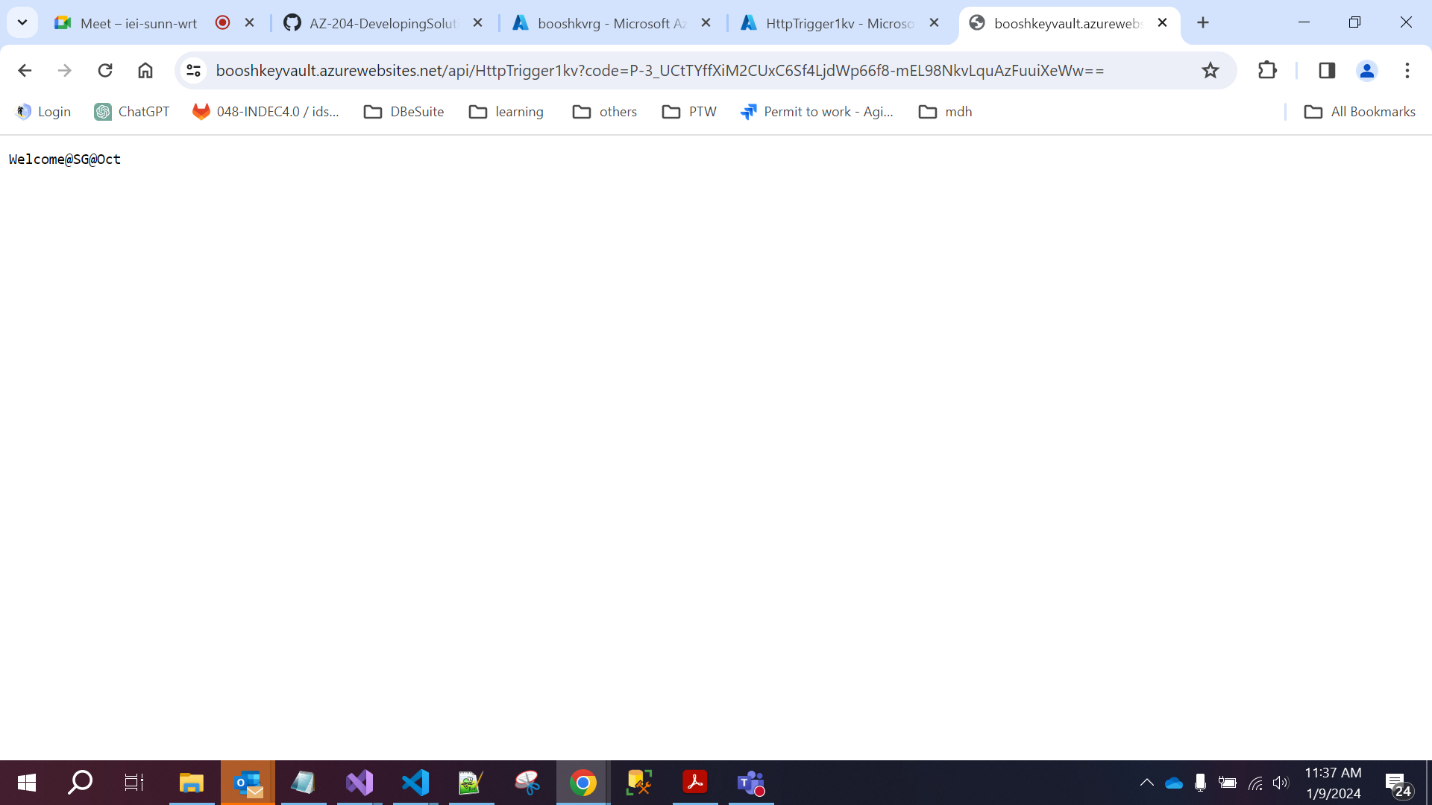 Meet – iei-sunn-wrt
AZ-204-DevelopingSolut
booshkvrg - Microsoft Az
HttpTrigger1kv - Microso
booshkeyvault.azurewebs
booshkeyvault.azurewebsites.net/api/HttpTrigger1kv?code=P-3_UCtTYffXiM2CUxC6Sf4LjdWp66f8-mEL98NkvLquAzFuuiXeWw==
Login
ChatGPT
048-INDEC4.0 / ids...
DBeSuite
learning
others
PTW
Permit to work - Agi...
mdh
All Bookmarks
Welcome@SG@Oct
11:37 AM
1/9/2024
24